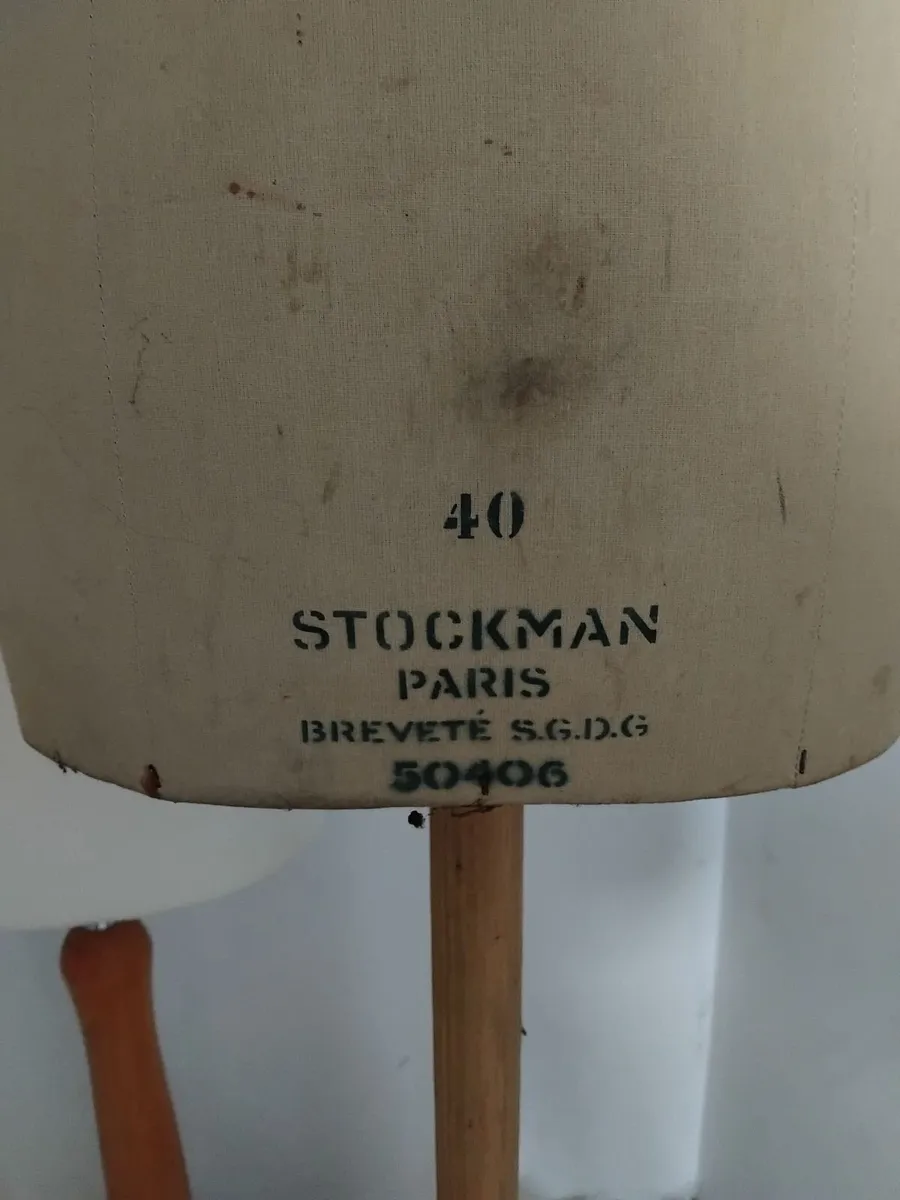 40
STOCKMAN
PARIS
BREVETÉ S.G.D.G
50406